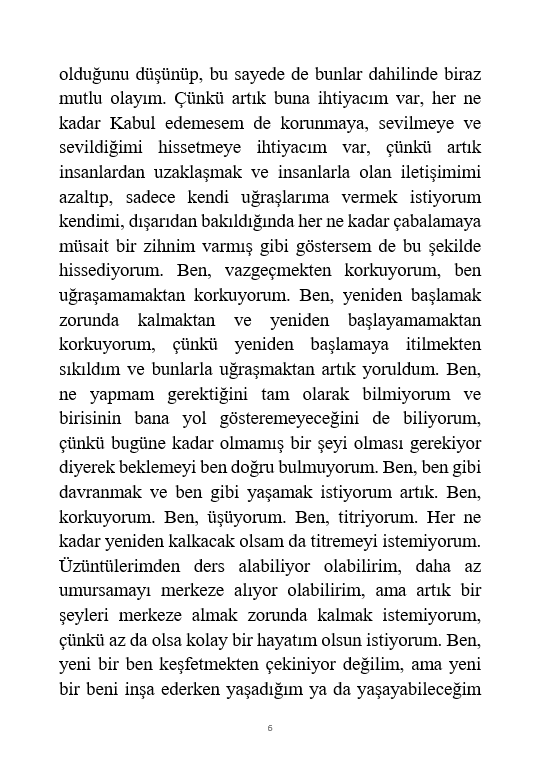 olduğunu düşünüp, bu sayede de bunlar dahilinde biraz
mutlu olayım. Çünkü artık buna ihtiyacım var, her ne
kadar Kabul edemesem de korunmaya, sevilmeye ve
sevildiğimi hissetmeye ihtiyacım var, çünkü artık
insanlardan uzaklaşmak ve insanlarla olan iletişimimi
azaltıp, sadece kendi uğraşlarıma vermek istiyorum
kendimi, dışarıdan bakıldığında her ne kadar çabalamaya
müsait bir zihnim varmış gibi göstersem de bu şekilde
hissediyorum. Ben, vazgeçmekten korkuyorum, ben
uğraşamamaktan korkuyorum. Ben, yeniden başlamak
zorunda kalmaktan ve yeniden başlayamamaktan
korkuyorum, çünkü yeniden başlamaya itilmekten
sıkıldım ve bunlarla uğraşmaktan artık yoruldum. Ben,
ne yapmam gerektiğini tam olarak bilmiyorum ve
birisinin bana yol gösteremeyeceğini de biliyorum,
çünkü bugüne kadar olmamış bir şeyi olması gerekiyor
diyerek beklemeyi ben doğru bulmuyorum. Ben, ben gibi
davranmak ve ben gibi yaşamak istiyorum artık. Ben,
korkuyorum. Ben, üşüyorum. Ben, titriyorum. Her ne
kadar yeniden kalkacak olsam da titremeyi istemiyorum.
Üzüntülerimden ders alabiliyor olabilirim, daha az
umursamayı merkeze alıyor olabilirim, ama artık bir
şeyleri merkeze almak zorunda kalmak istemiyorum,
çünkü az da olsa kolay bir hayatım olsun istiyorum. Ben,
yeni bir ben keşfetmekten çekiniyor değilim, ama yeni
bir beni inşa ederken yaşadığım ya da yaşayabileceğim
6